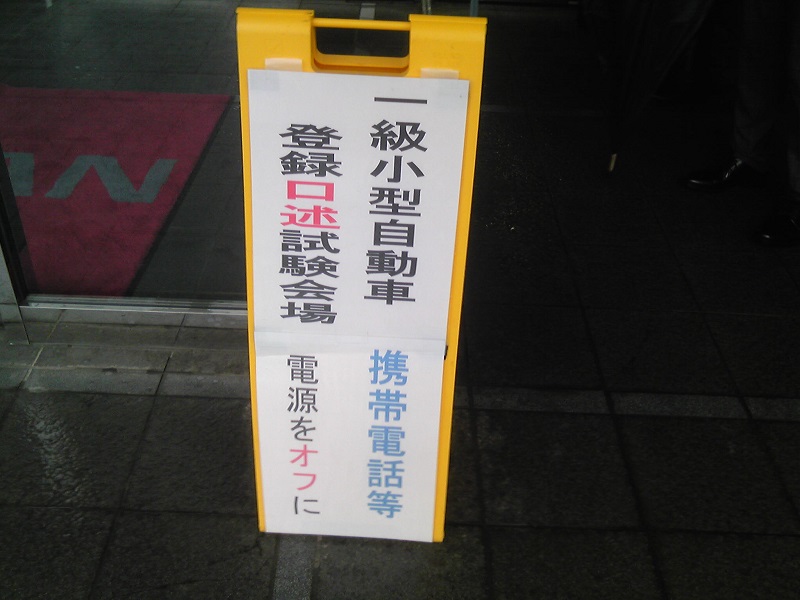 一級小型自動車
登録口述試験会場
携帯電話等
電源をオフに